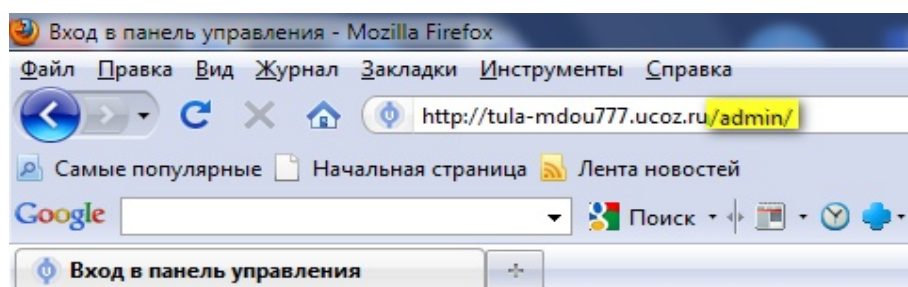 Вход в панель управления - Mozilla Firefox
Файл Правка Вид Журнал Закладки Инструменты Справка
http://tula-mdou777.ucoz.ru/admin/
Самые популярные Начальная страница Лента новостей
Google Поиск
Вход в панель управления